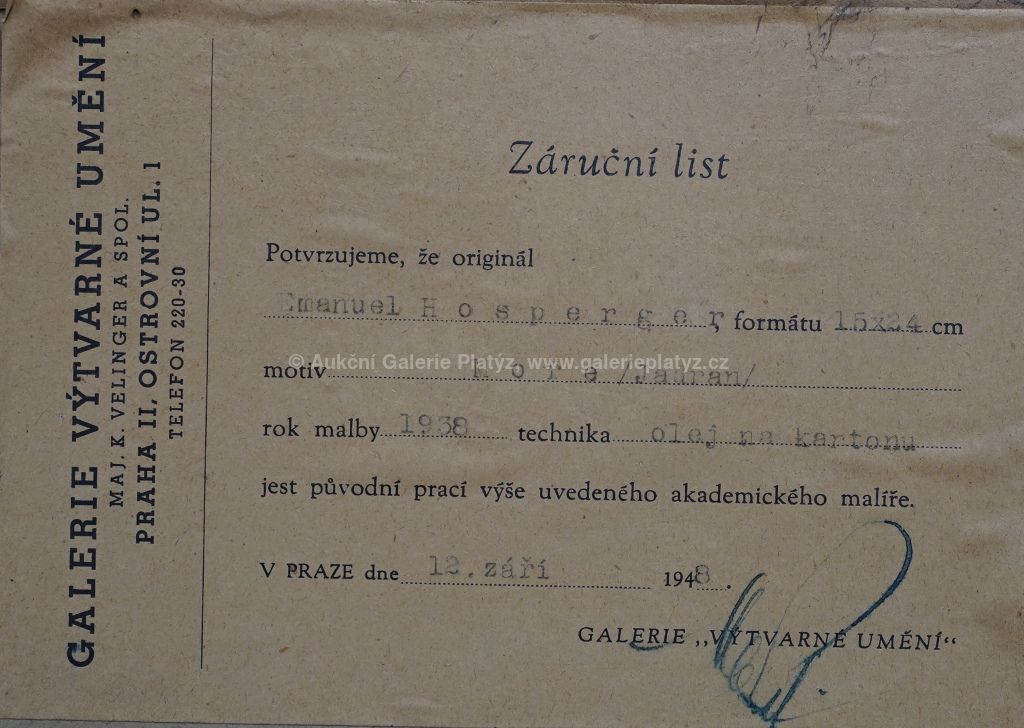 GALERIE VÝTVARNÉ UMĚNÍ
MAJ. K. VELINGER A SPOL.
PRAHA II, OSTROVNÍ UL. 1
TELEFON 220-30
Záruční list
Potvrzujeme, že originál
Emanuel H o s p e r g e r, formátu 15x24 cm
© Aukční Galerie Platýz, www.galerieplatyz.cz
motiv M o ř e /Jadran/
rok malby 1938 technika olej na kartonu
jest původní prací výše uvedeného akademického malíře.
V PRAZE dne 12. září 1948.
GALERIE „VÝTVARNÉ UMĚNÍ“